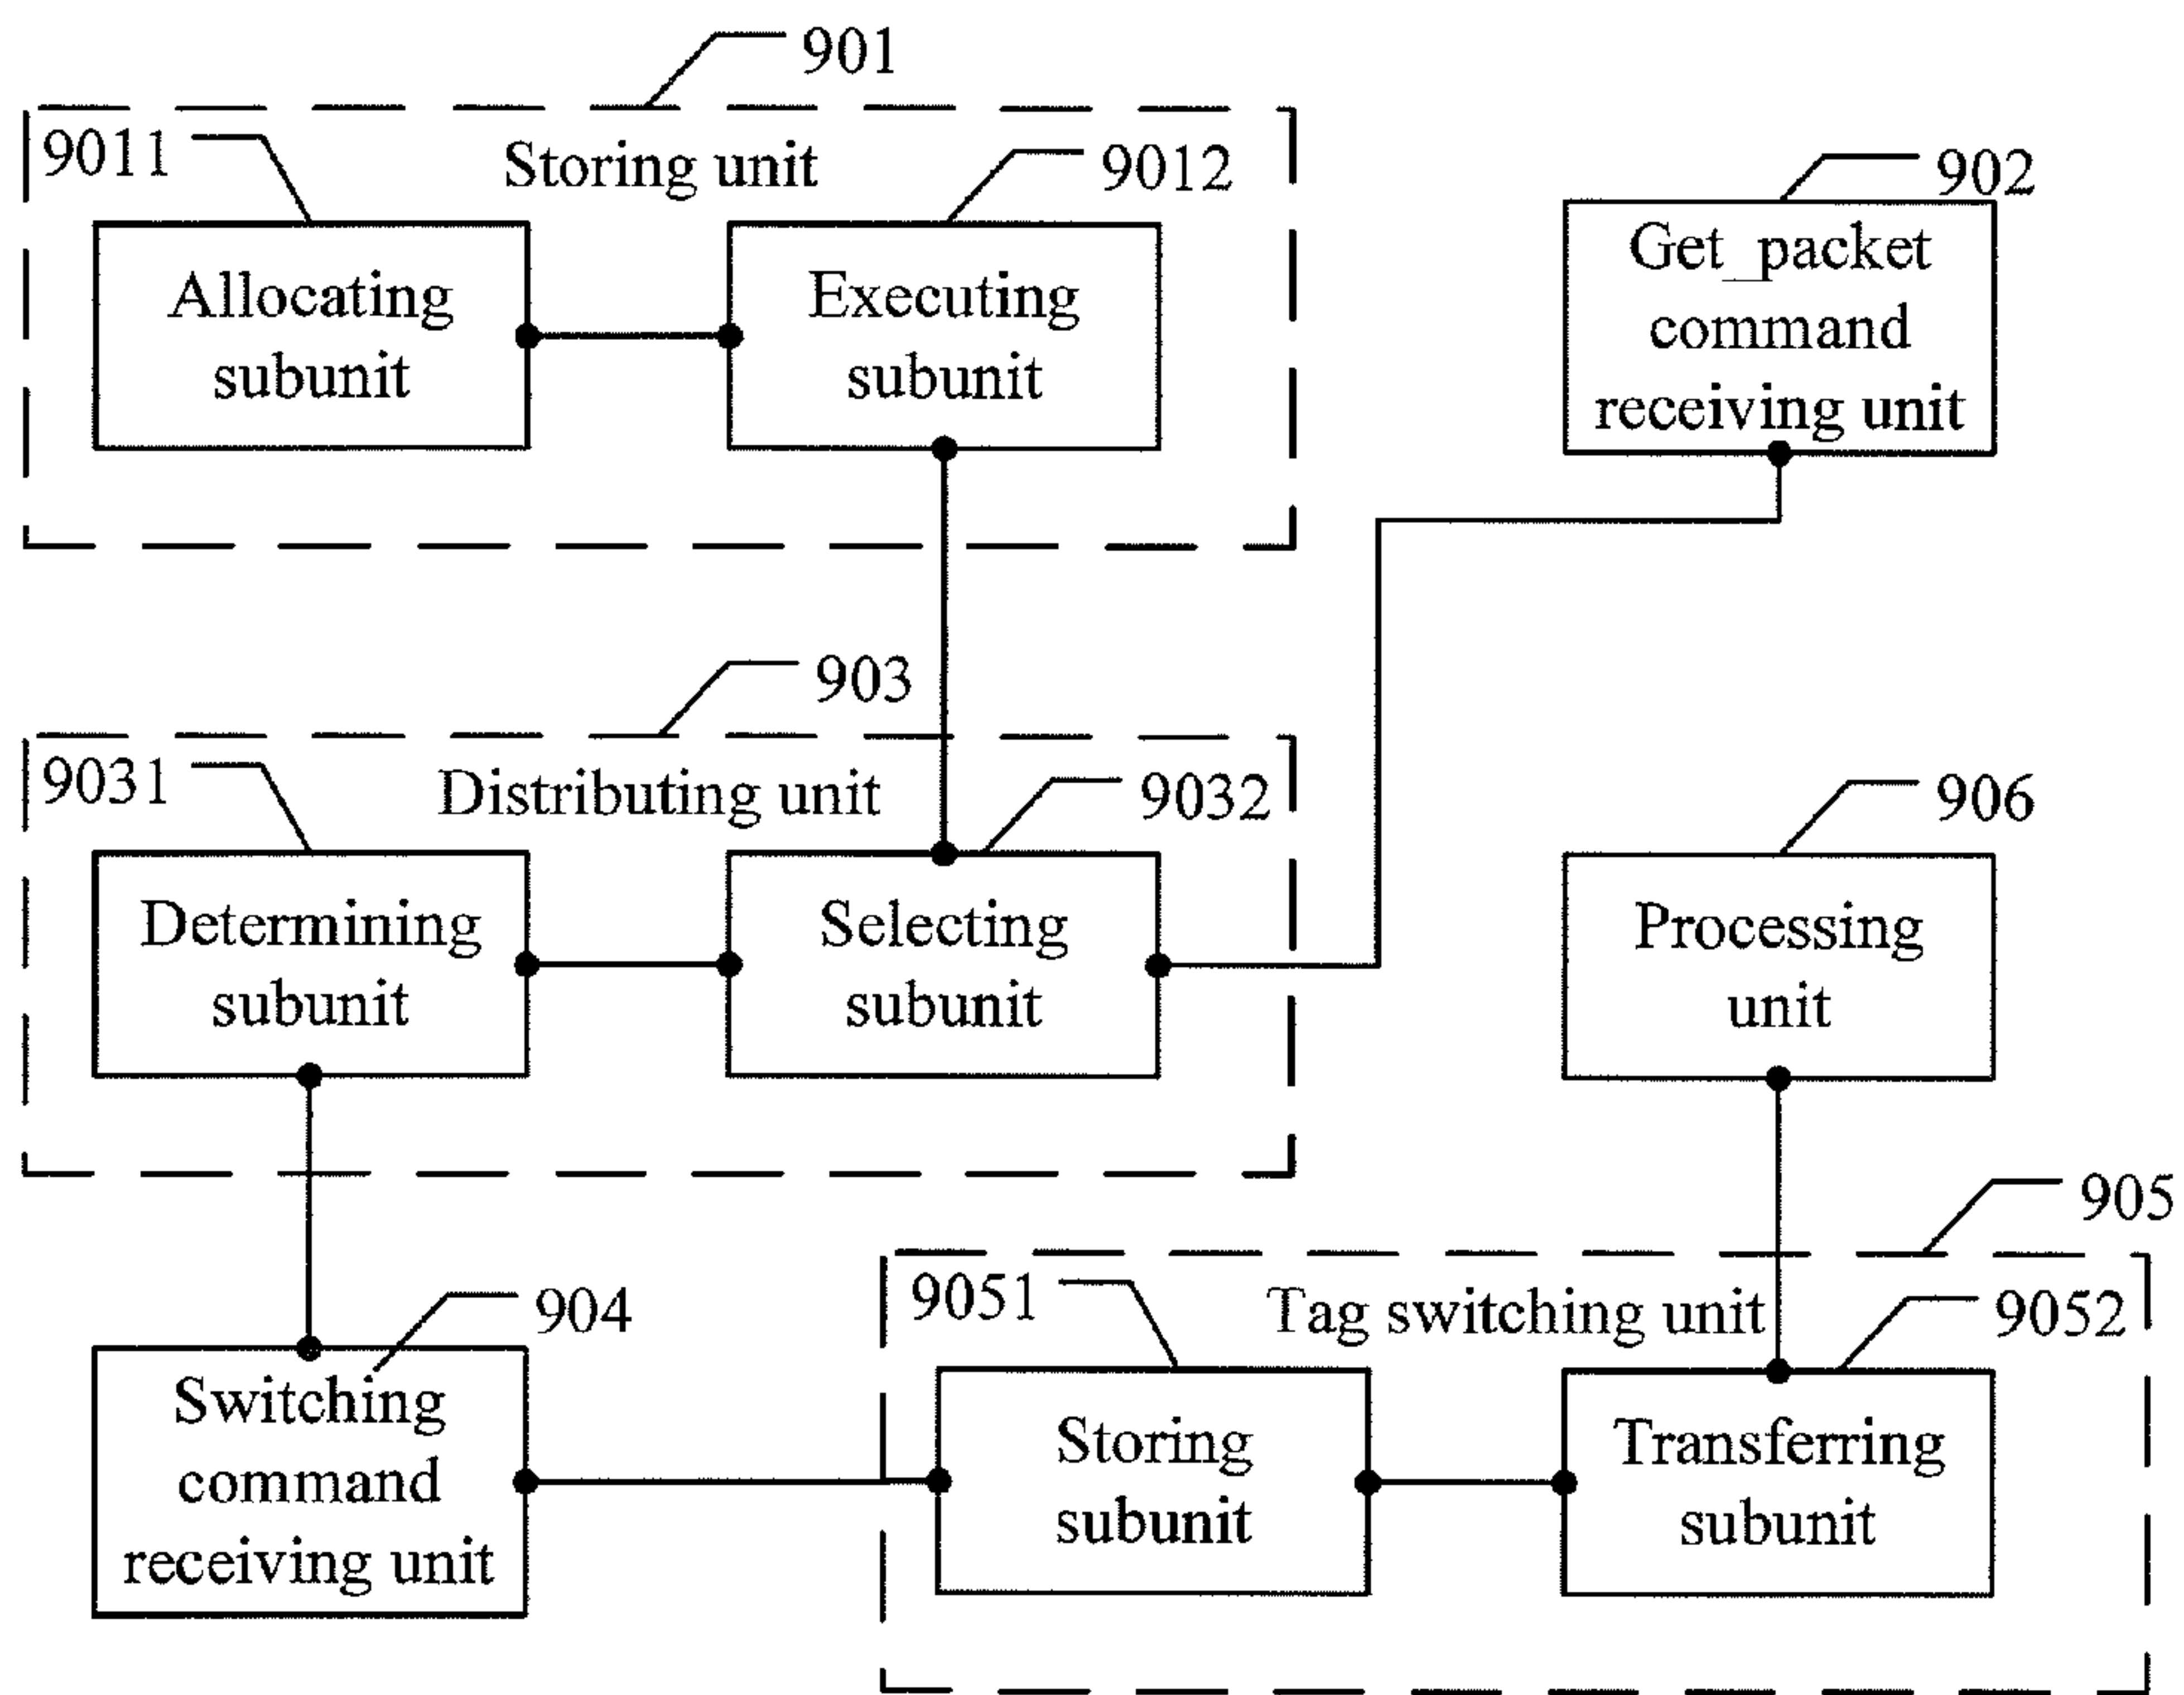 901
9011
Storing unit
9012
902
Allocating
subunit
Executing
subunit
Get_packet
command
receiving unit
903
9031
Distributing unit
9032
906
Determining
subunit
Selecting
subunit
Processing
unit
905
904
9051
Tag switching unit
9052
Switching
command
receiving unit
Storing
subunit
Transferring
subunit